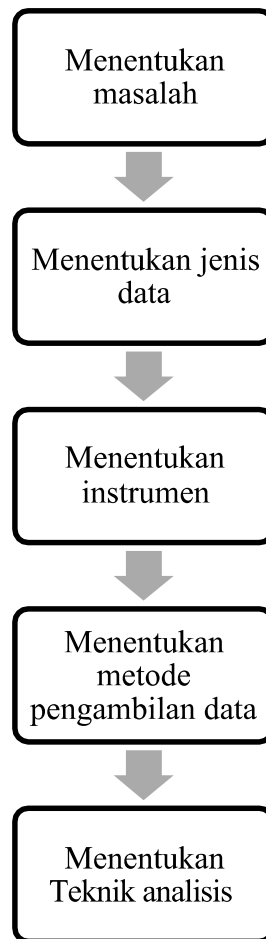 Menentukan
masalah
Menentukan jenis
data
Menentukan
instrumen
Menentukan
metode
pengambilan data
Menentukan
Teknik analisis